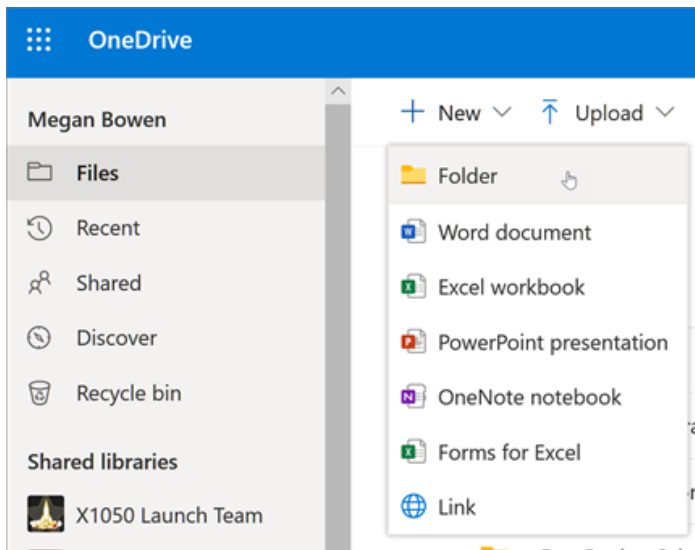 OneDrive
Megan Bowen
Files
Recent
Shared
Discover
Recycle bin
Shared libraries
X1050 Launch Team
New
Upload
Folder
Word document
Excel workbook
PowerPoint presentation
OneNote notebook
Forms for Excel
Link